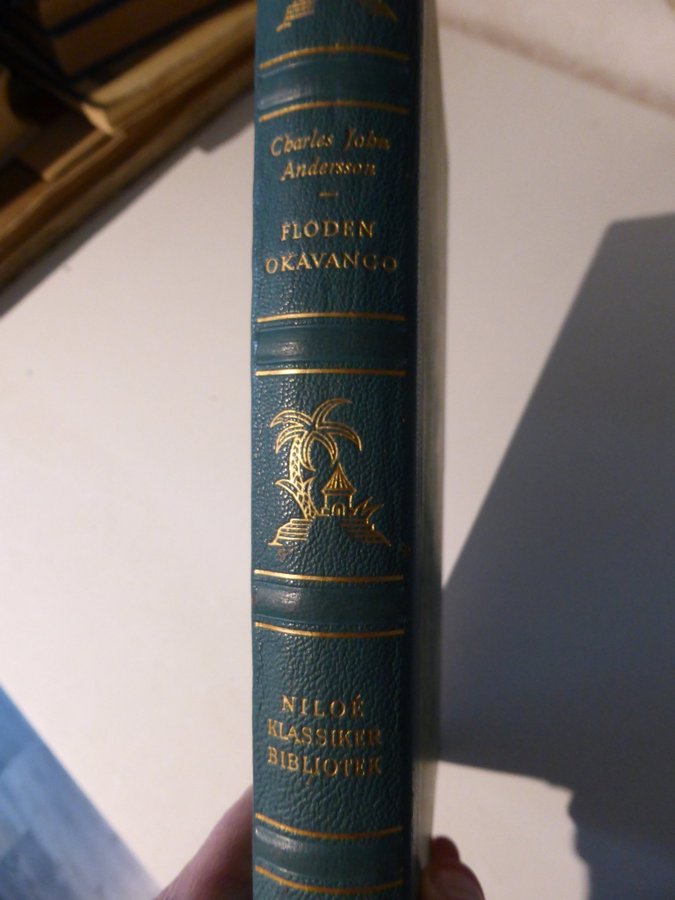 Charles John
Andersson
FLODEN
OKAVANGO
NILOÉ
KLASSIKER
BIBLIOTEK